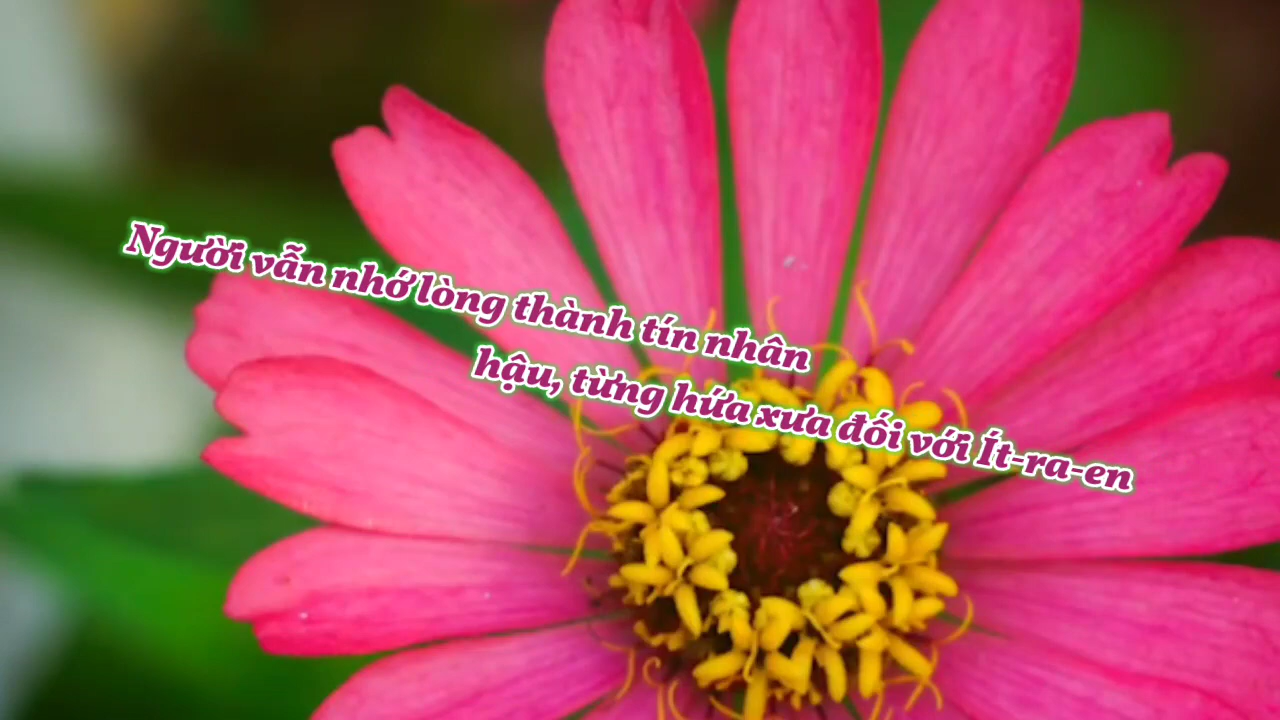 Người vẫn nhớ lòng thành tín nhân
hậu, từng hứa xưa đối với Ít-ra-en